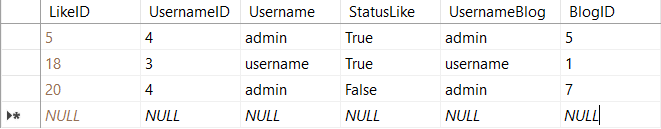 LikeID UsernameID Username StatusLike UsernameBlog BlogID
5 4 admin True admin 5
18 3 username True username 1
20 4 admin False admin 7
NULL NULL NULL NULL NULL NULL